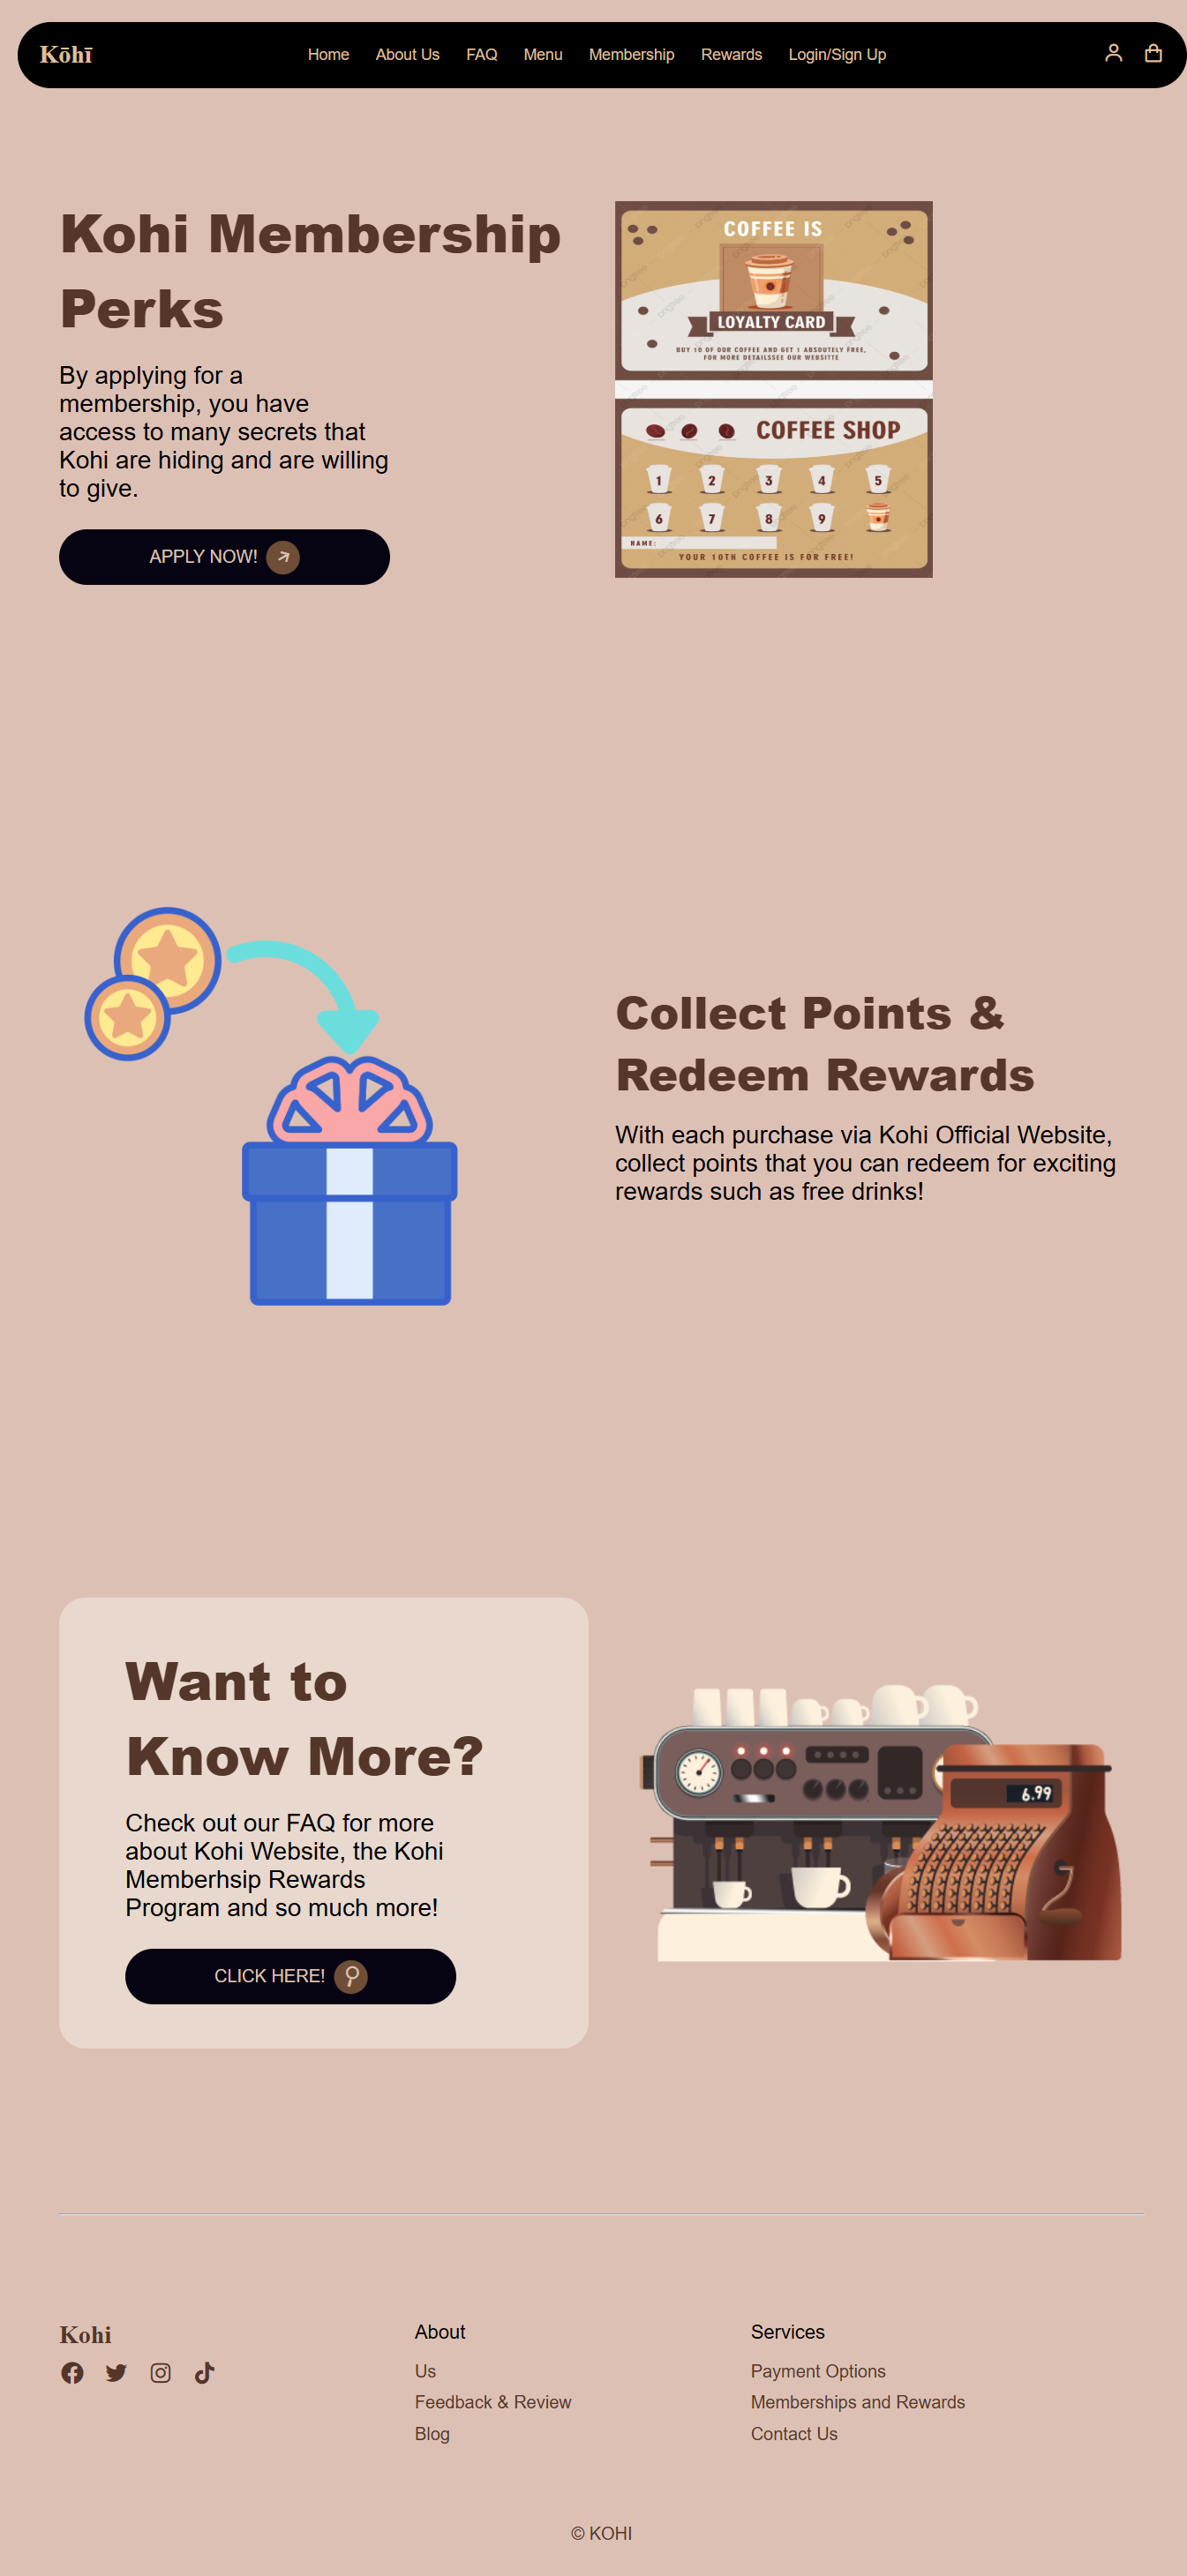 Kōhī
Home About Us FAQ Menu Membership Rewards Login/Sign Up
Kohi Membership
Perks
By applying for a
membership, you have
access to many secrets that
Kohi are hiding and are willing
to give.
APPLY NOW!
COFFEE IS
LOYALTY CARD
BUY 10 OF OUR COFFEE AND GET 1 ABSOUTELY FREE,
FOR MORE DETAILSSEE OUR WEBSITTE
COFFEE SHOP
1 2 3 4 5
6 7 8 9
NAME:
YOUR 10TH COFFEE IS FOR FREE!
Collect Points &
Redeem Rewards
With each purchase via Kohi Official Website,
collect points that you can redeem for exciting
rewards such as free drinks!
Want to
Know More?
Check out our FAQ for more
about Kohi Website, the Kohi
Memberhsip Rewards
Program and so much more!
CLICK HERE!
6.99
Kohi
About
Us
Feedback & Review
Blog
Services
Payment Options
Memberships and Rewards
Contact Us
© KOHI